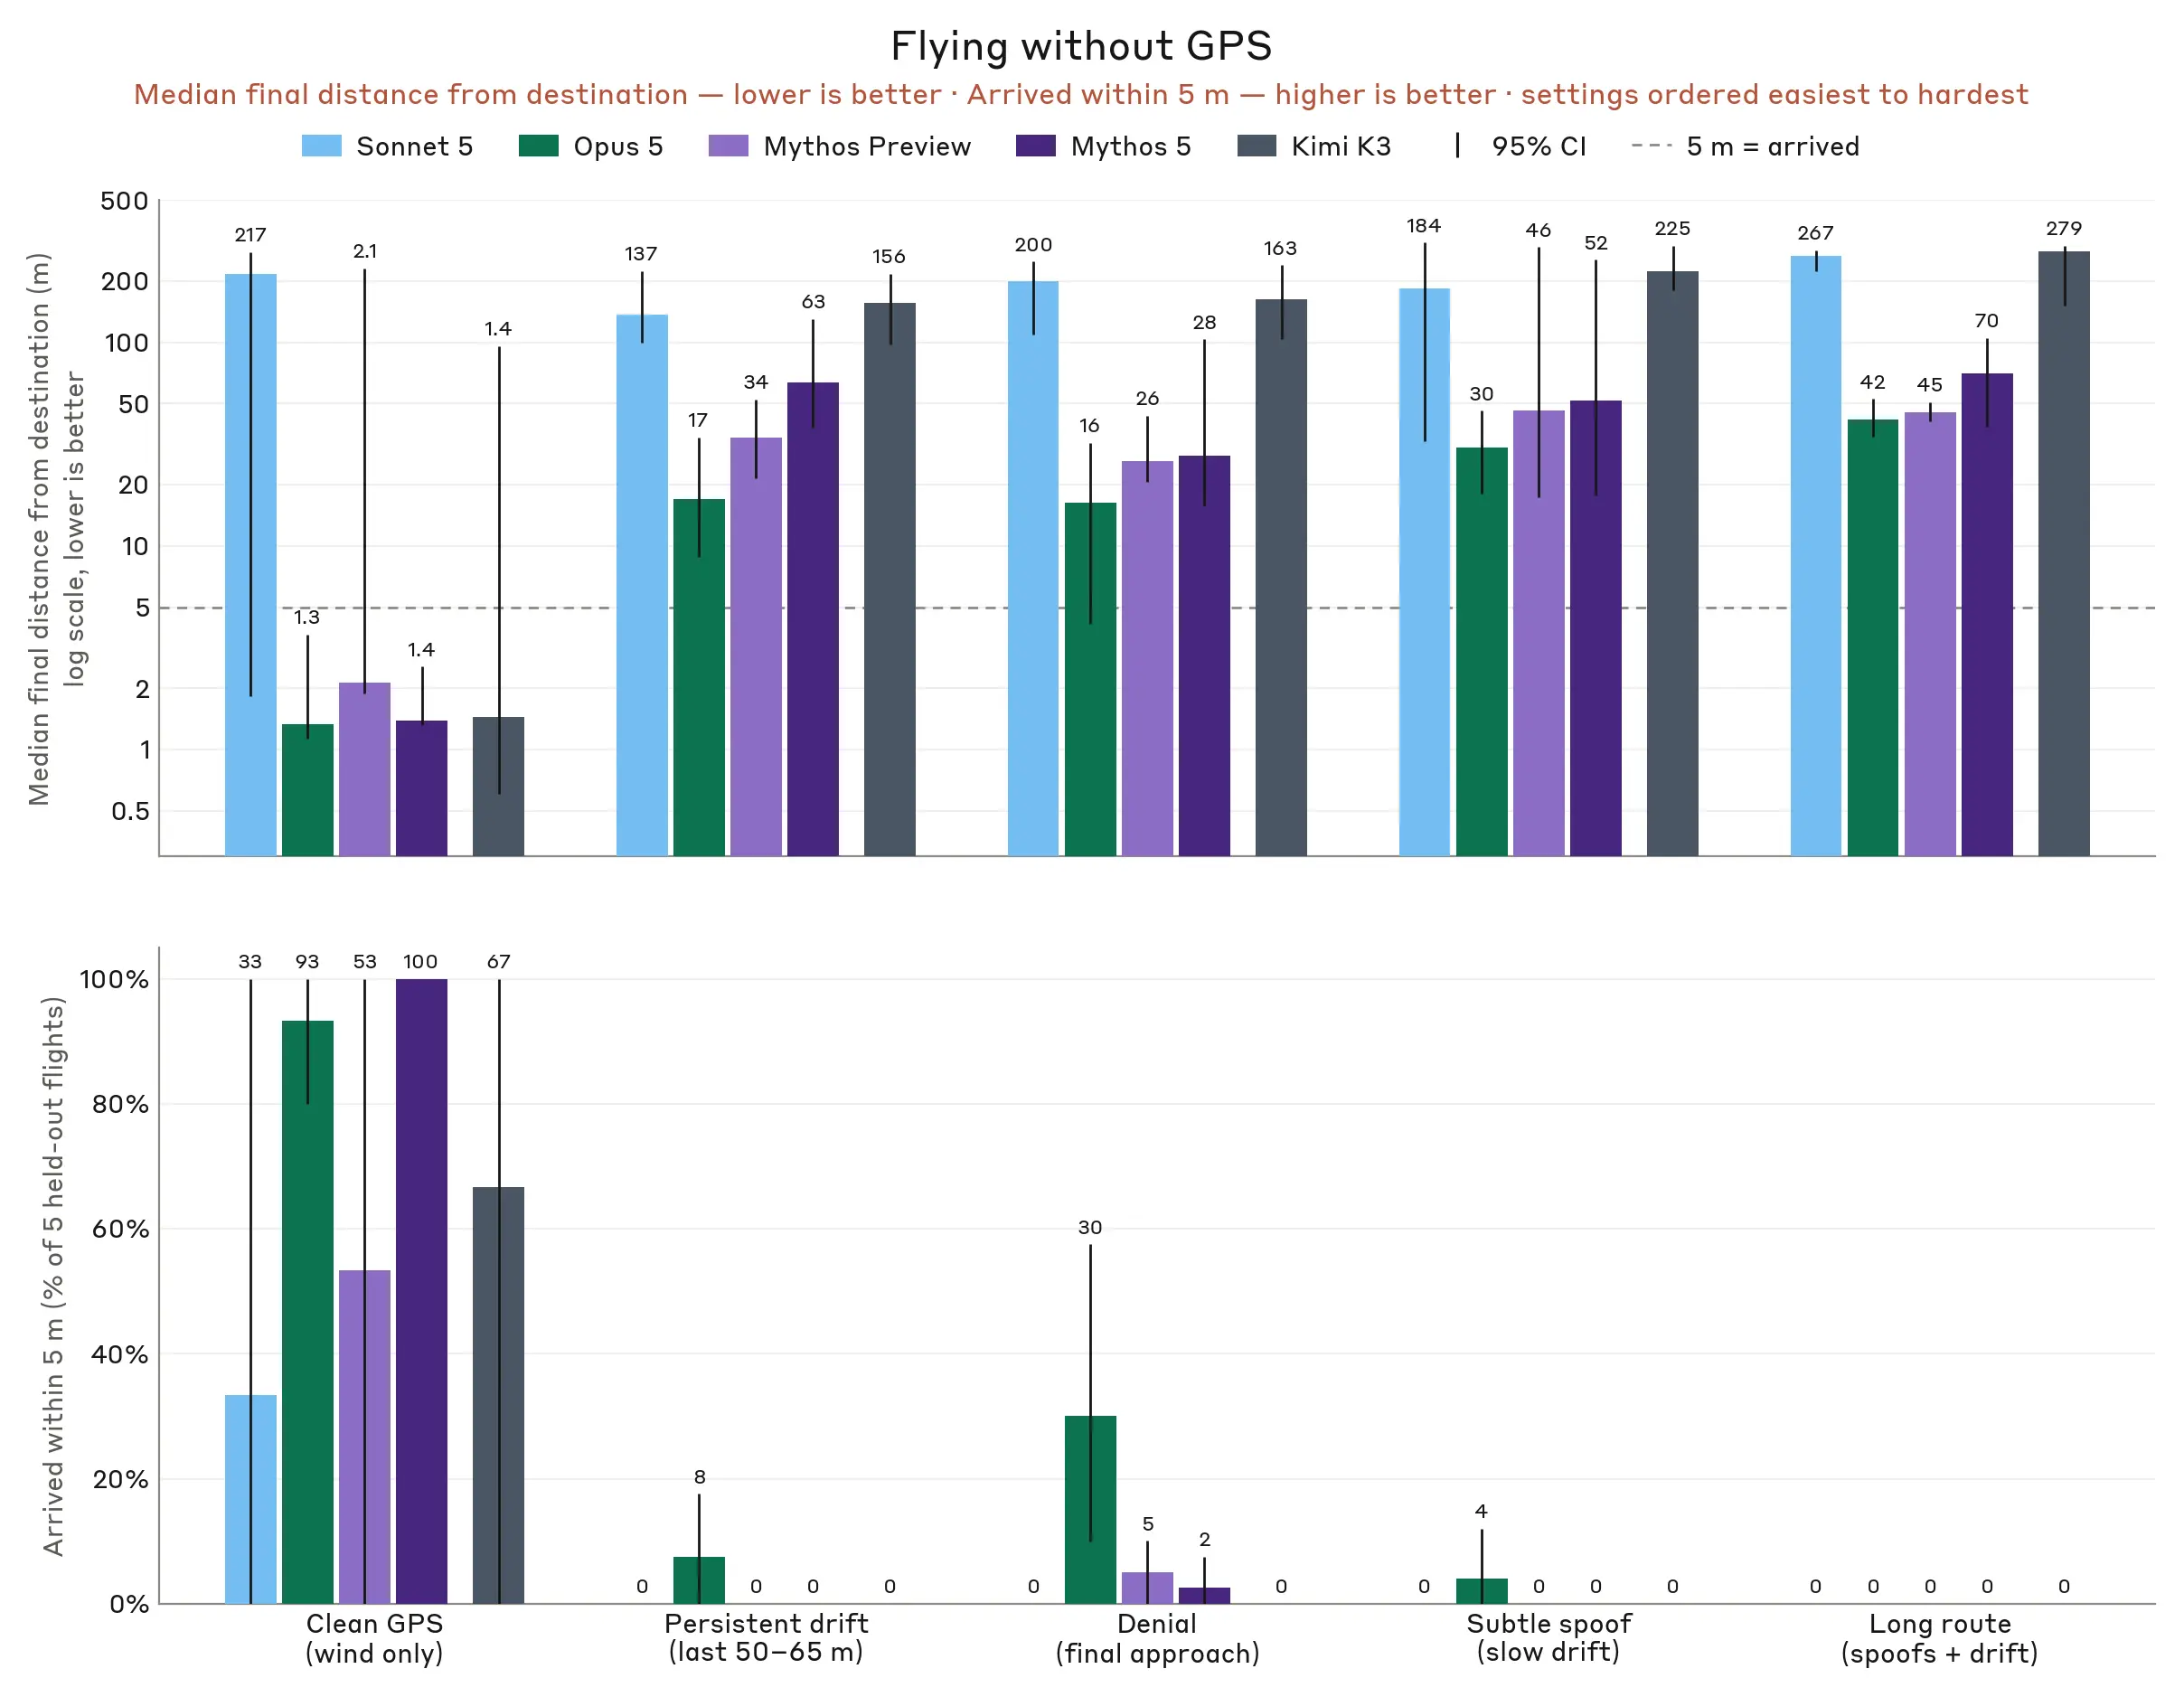 Flying without GPS
Median final distance from destination — lower is better · Arrived within 5 m — higher is better · settings ordered easiest to hardest
Sonnet 5 Opus 5 Mythos Preview Mythos 5 Kimi K3 95% CI 5 m = arrived
Median final distance from destination (m)
log scale, lower is better
500
200
100
50
20
10
5
2
1
0.5
217 1.3 2.1 1.4 1.4
137 17 34 63 156
200 16 26 28 163
184 30 46 52 225
267 42 45 70 279
Arrived within 5 m (% of 5 held-out flights)
100%
80%
60%
40%
20%
0%
33 93 53 100 67
0 8 0 0 0
0 30 5 2 0
0 4 0 0 0
0 0 0 0 0
Clean GPS
(wind only)
Persistent drift
(last 50–65 m)
Denial
(final approach)
Subtle spoof
(slow drift)
Long route
(spoofs + drift)